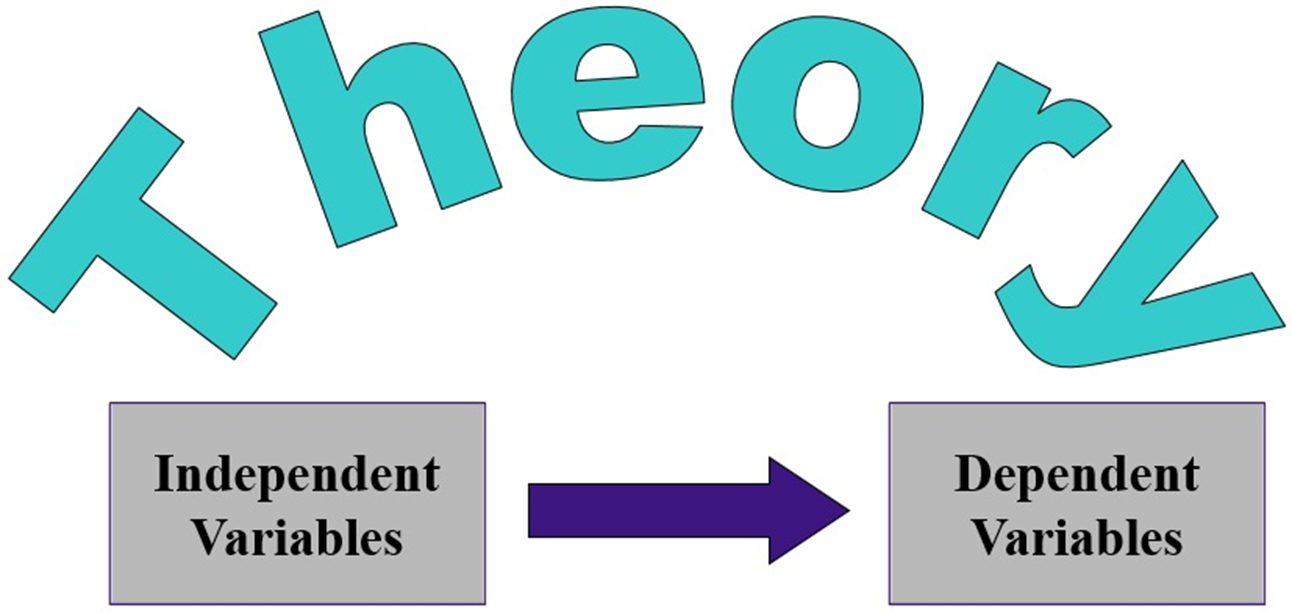 Theory
Independent
Variables
Dependent
Variables